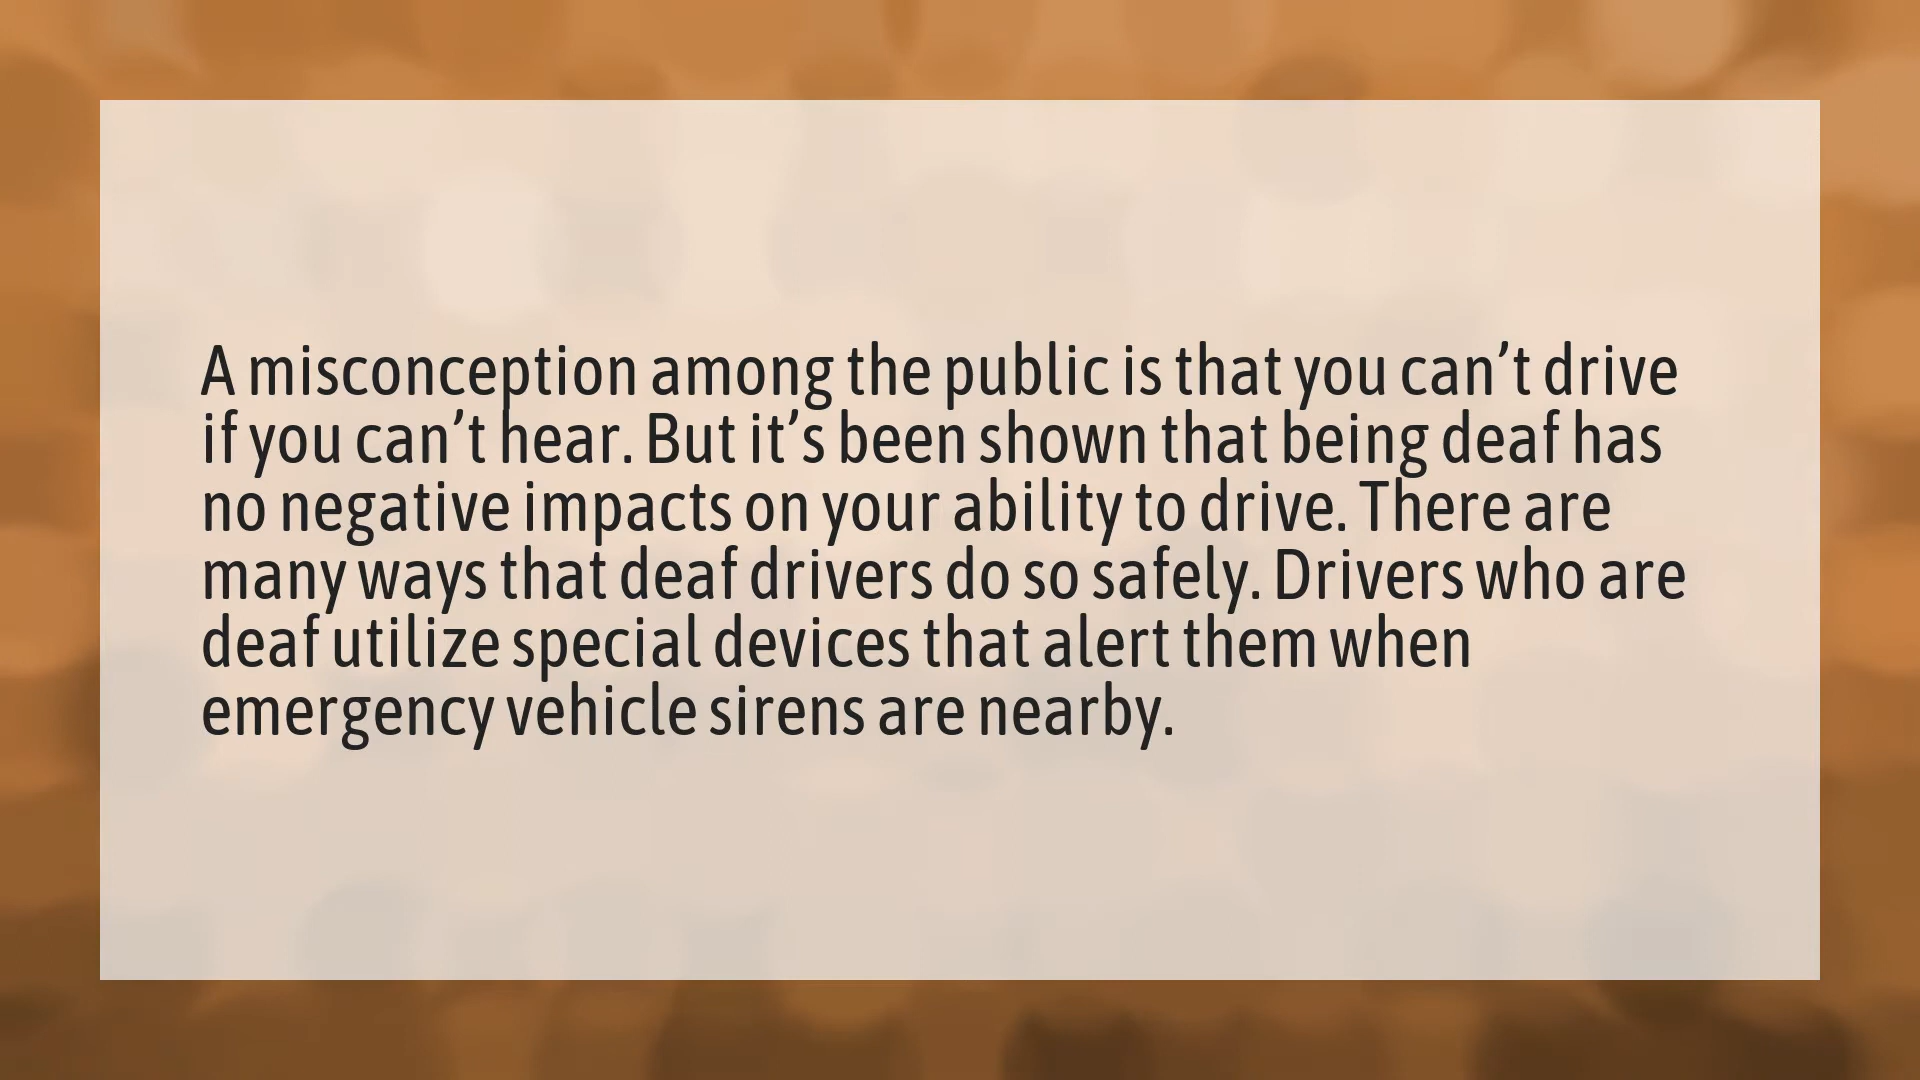 A misconception among the public is that you can’t drive
if you can’t hear. But it’s been shown that being deaf has
no negative impacts on your ability to drive. There are
many ways that deaf drivers do so safely. Drivers who are
deaf utilize special devices that alert them when
emergency vehicle sirens are nearby.